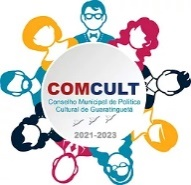 COMCULT
Conselho Municipal de Política
Cultural de Guaratinguetá
2021-2023